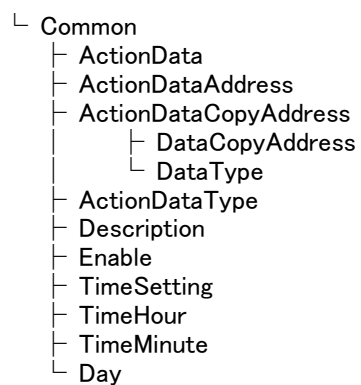 Common
ActionData
ActionDataAddress
ActionDataCopyAddress
DataCopyAddress
DataType
ActionDataType
Description
Enable
TimeSetting
TimeHour
TimeMinute
Day